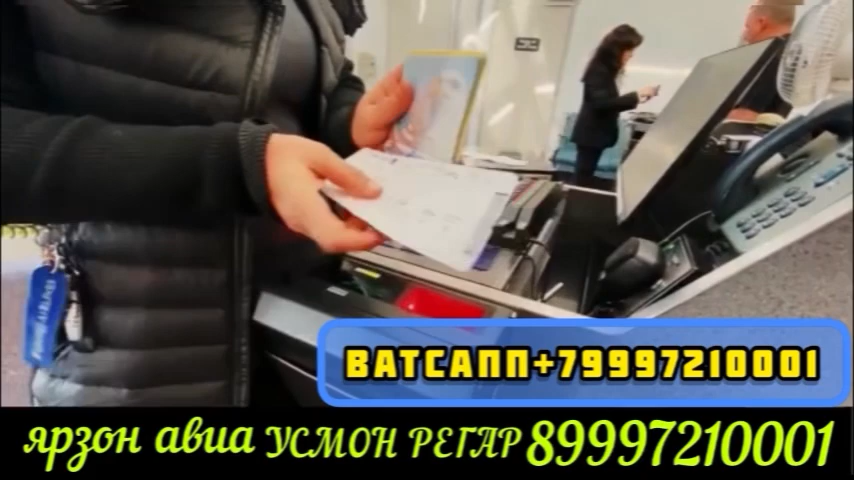 ВАТСАПП+79997210001
ярзон авиа УСМОН РЕГАР 89997210001